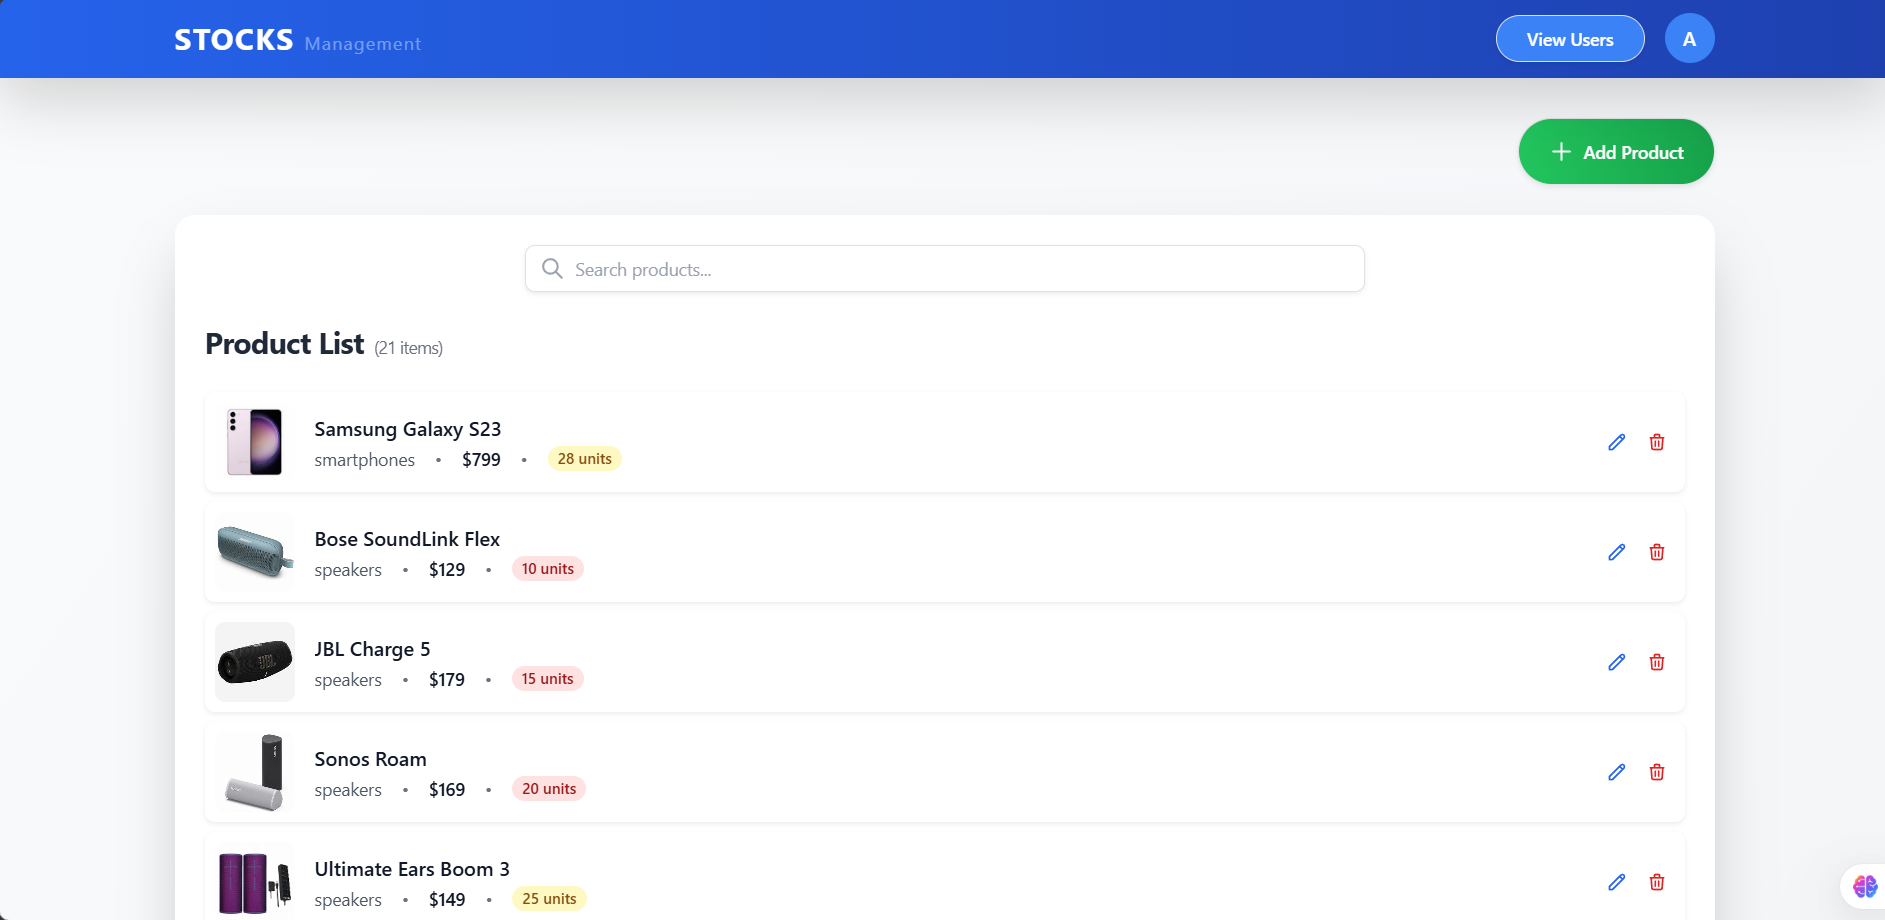 STOCKS Management
View Users
A
Add Product
Search products...
Product List (21 items)
Samsung Galaxy S23
smartphones • $799 • 28 units
Bose SoundLink Flex
speakers • $129 • 10 units
JBL Charge 5
speakers • $179 • 15 units
Sonos Roam
speakers • $169 • 20 units
Ultimate Ears Boom 3
speakers • $149 • 25 units